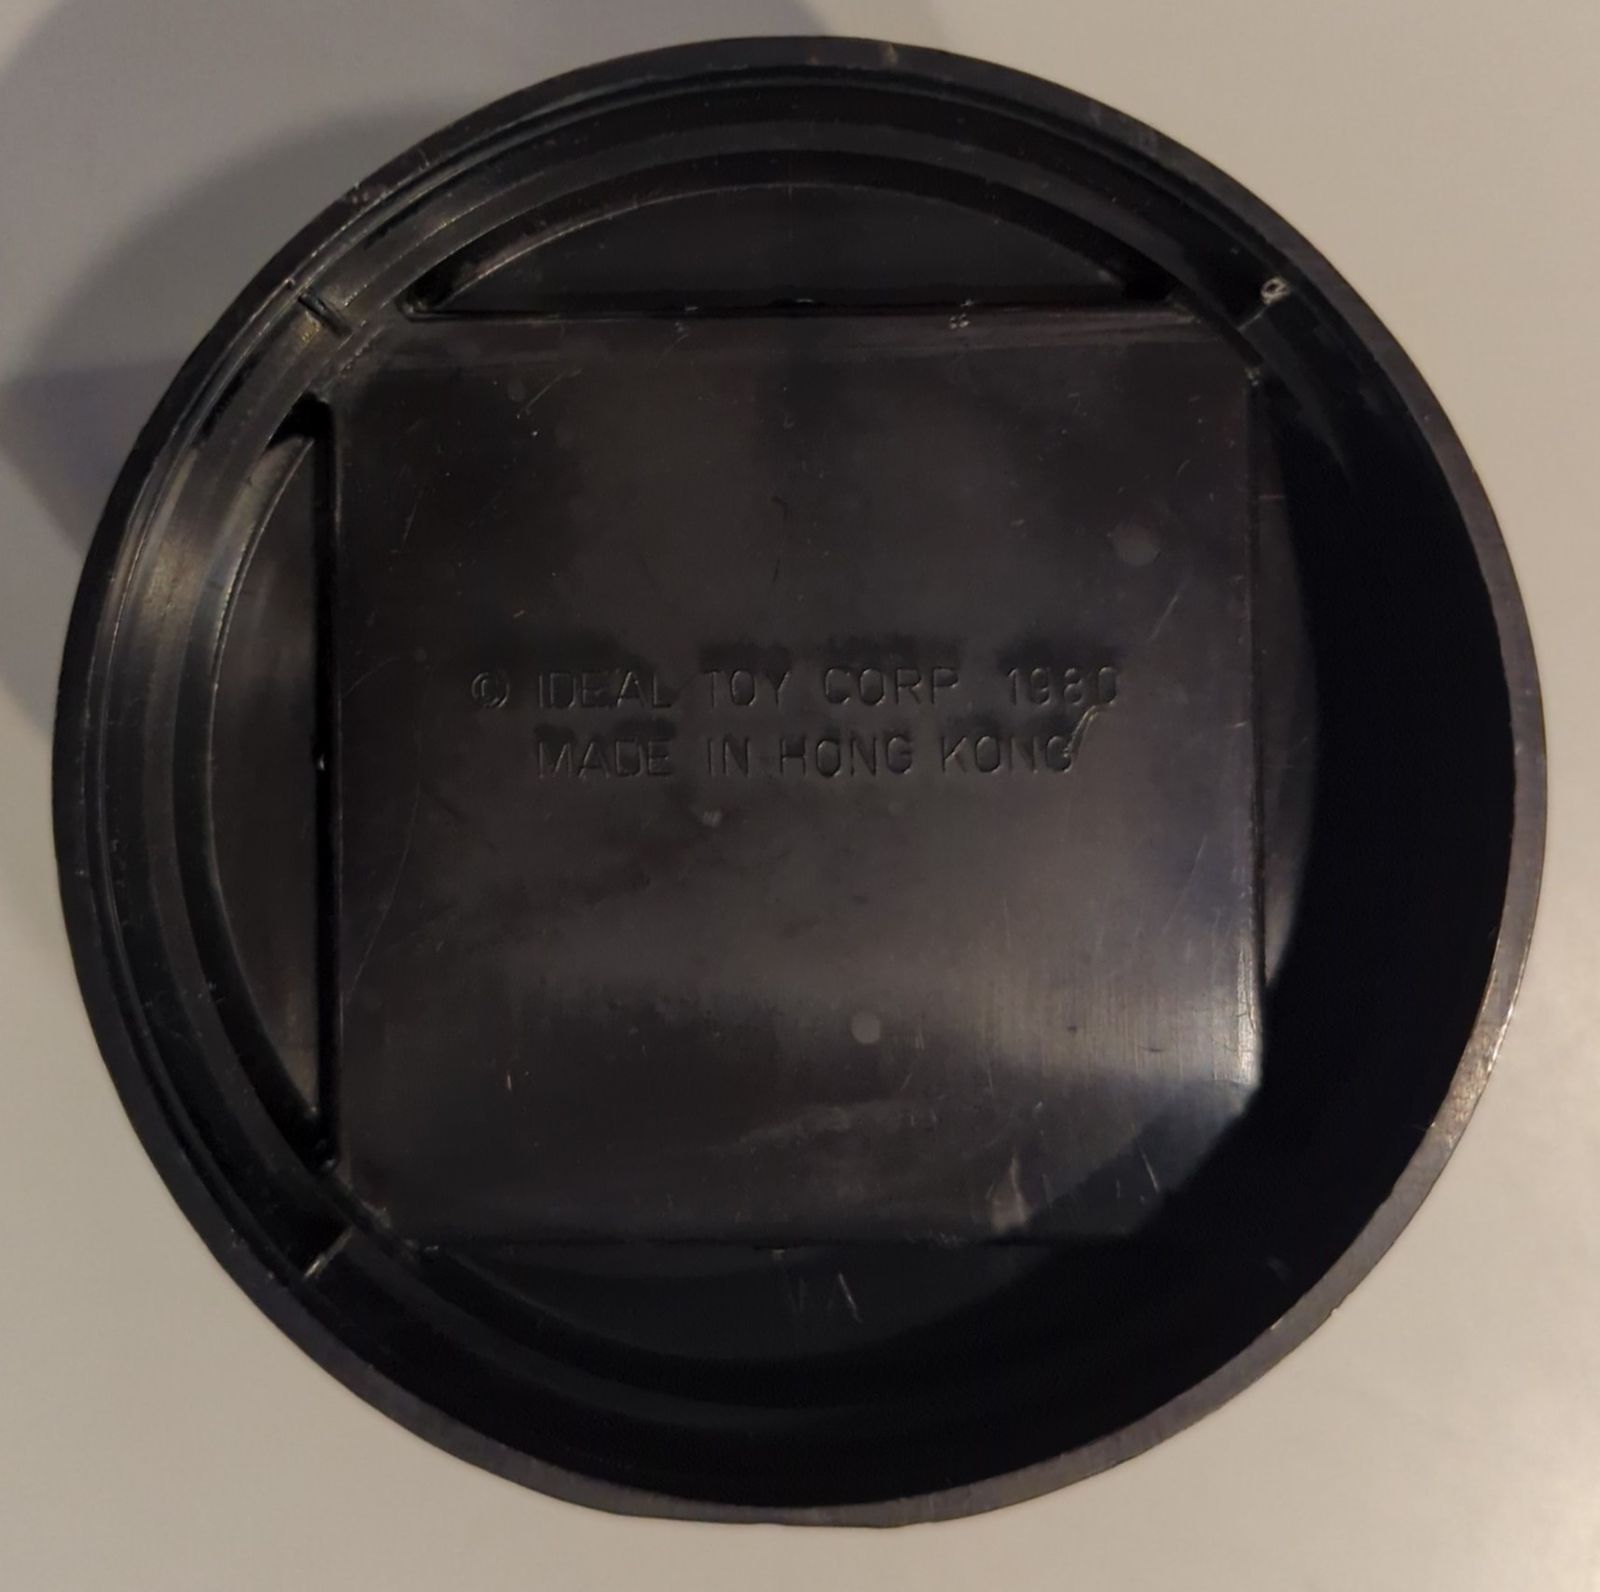 © IDEAL TOY CORP. 1980
MADE IN HONG KONG